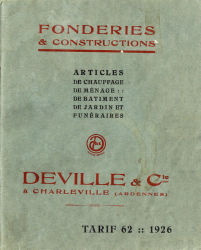 FONDERIES
& CONSTRUCTIONS
ARTICLES
DE CHAUFFAGE
DE MÉNAGE ::
DE BATIMENT
DE JARDIN ET
FUNÉRAIRES
DEVILLE & Cie
à CHARLEVILLE (ARDENNES)
TARIF 62 :: 1926